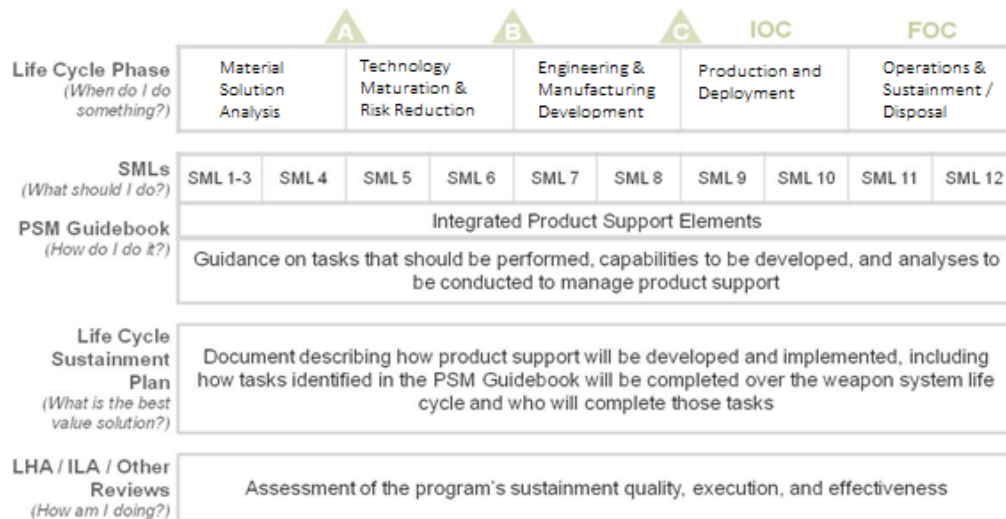 A
B
C
IOC
FOC
Life Cycle Phase
(When do I do
something?)
Material
Solution
Analysis
Technology
Maturation &
Risk Reduction
Engineering &
Manufacturing
Development
Production and
Deployment
Operations &
Sustainment /
Disposal
SMLs
(What should I do?)
SML 1-3
SML 4
SML 5
SML 6
SML 7
SML 8
SML 9
SML 10
SML 11
SML 12
PSM Guidebook
(How do I do it?)
Integrated Product Support Elements
Guidance on tasks that should be performed, capabilities to be developed, and analyses to
be conducted to manage product support
Life Cycle
Sustainment
Plan
(What is the best
value solution?)
Document describing how product support will be developed and implemented, including
how tasks identified in the PSM Guidebook will be completed over the weapon system life
cycle and who will complete those tasks
LHA / ILA / Other
Reviews
(How am I doing?)
Assessment of the program's sustainment quality, execution, and effectiveness